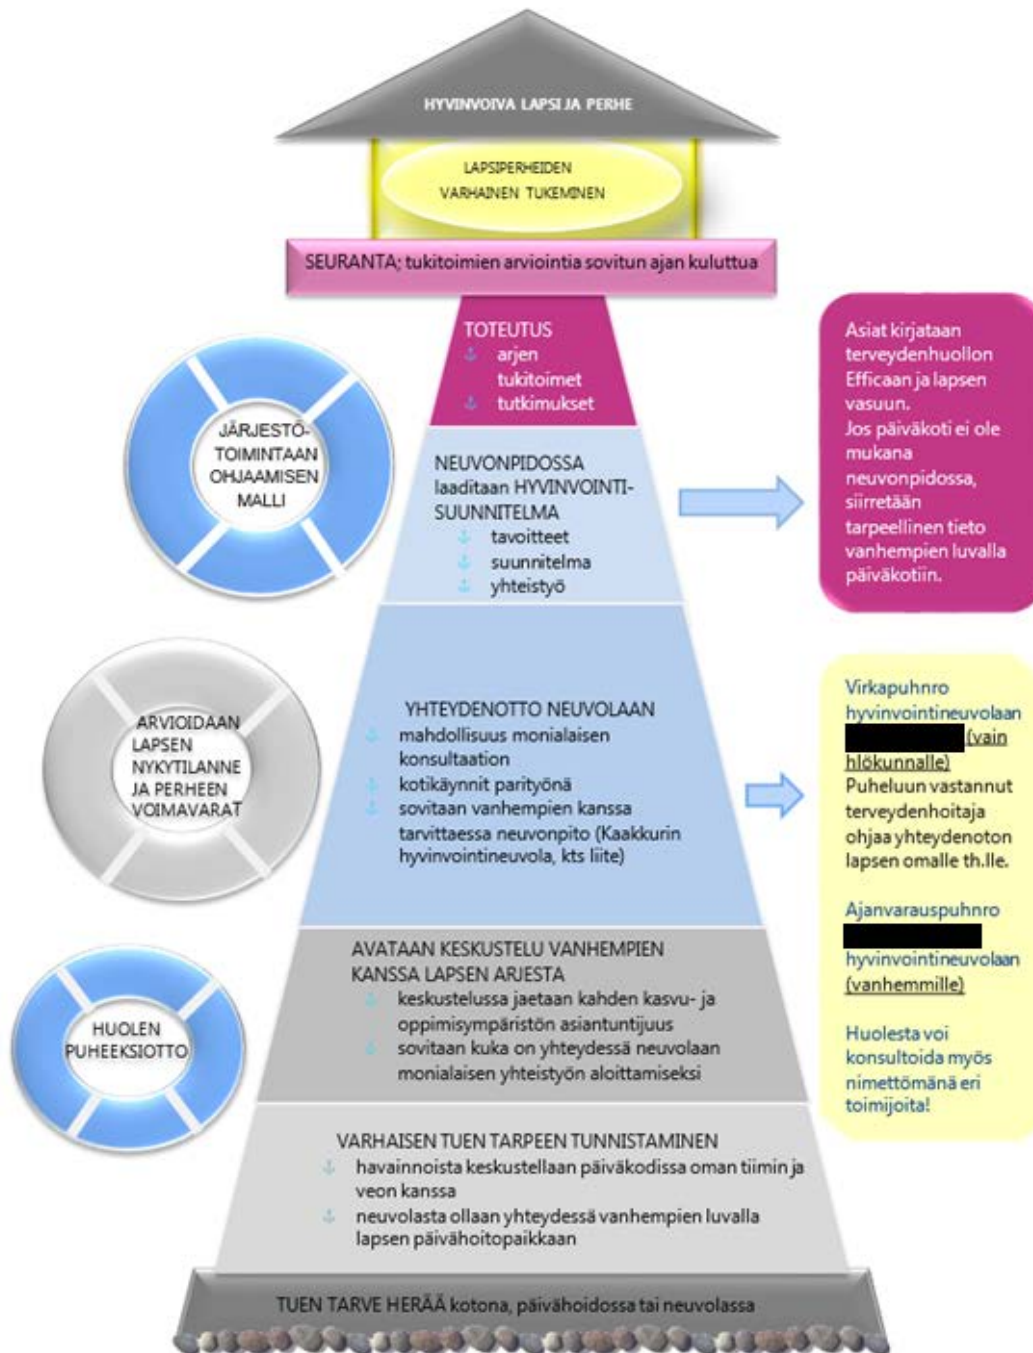 HYVINVOIVA LAPSI JA PERHE
LAPSIPERHEIDEN
VARHAINEN TUKEMINEN
SEURANTA; tukitoimien arviointia sovitun ajan kuluttua
TOTEUTUS
arjen
tukitoimet
tutkimukset
JÄRJESTÖ-
TOIMINTAAN
OHJAAMISEN
MALLI
NEUVONPIDOSSA
laaditaan HYVINVOINTI-
SUUNNITELMA
tavoitteet
suunnitelma
yhteistyö
Asiat kirjataan
terveydenhuollon
Efficaan ja lapsen
vasuun.
Jos päiväkoti ei ole
mukana
neuvonpidossa,
siirretään
tarpeellinen tieto
vanhempien luvalla
päiväkotiin.
ARVIOIDAAN
LAPSEN
NYKYTILANNE
JA PERHEEN
VOIMAVARAT
YHTEYDENOTTO NEUVOLAAN
mahdollisuus monialaisen
konsultaation
kotikäynnit parityönä
sovitaan vanhempien kanssa
tarvittaessa neuvonpito (Kaakkurin
hyvinvointineuvola, kts liite)
Virkapuhnro
hyvinvointineuvolaan
(vain
hlökunnalle)
Puheluun vastannut
terveydenhoitaja
ohjaa yhteydenoton
lapsen omalle th.lle.
Ajanvarauspuhnro
hyvinvointineuvolaan
(vanhemmille)
Huolesta voi
konsultoida myös
nimettömänä eri
toimijoita!
HUOLEN
PUHEEKSIOTTO
AVATAAN KESKUSTELU VANHEMPIEN
KANSSA LAPSEN ARJESTA
keskustelussa jaetaan kahden kasvu- ja
oppimisympäristön asiantuntijuus
sovitaan kuka on yhteydessä neuvolaan
monialaisen yhteistyön aloittamiseksi
VARHAISEN TUEN TARPEEN TUNNISTAMINEN
havainnoista keskustellaan päiväkodissa oman tiimin ja
veon kanssa
neuvolasta ollaan yhteydessä vanhempien luvalla
lapsen päivähoitopaikkaan
TUEN TARVE HERÄÄ kotona, päivähoidossa tai neuvolassa